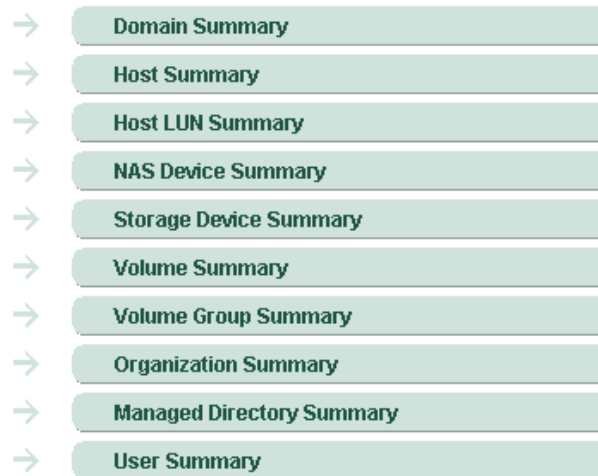 Domain Summary
Host Summary
Host LUN Summary
NAS Device Summary
Storage Device Summary
Volume Summary
Volume Group Summary
Organization Summary
Managed Directory Summary
User Summary